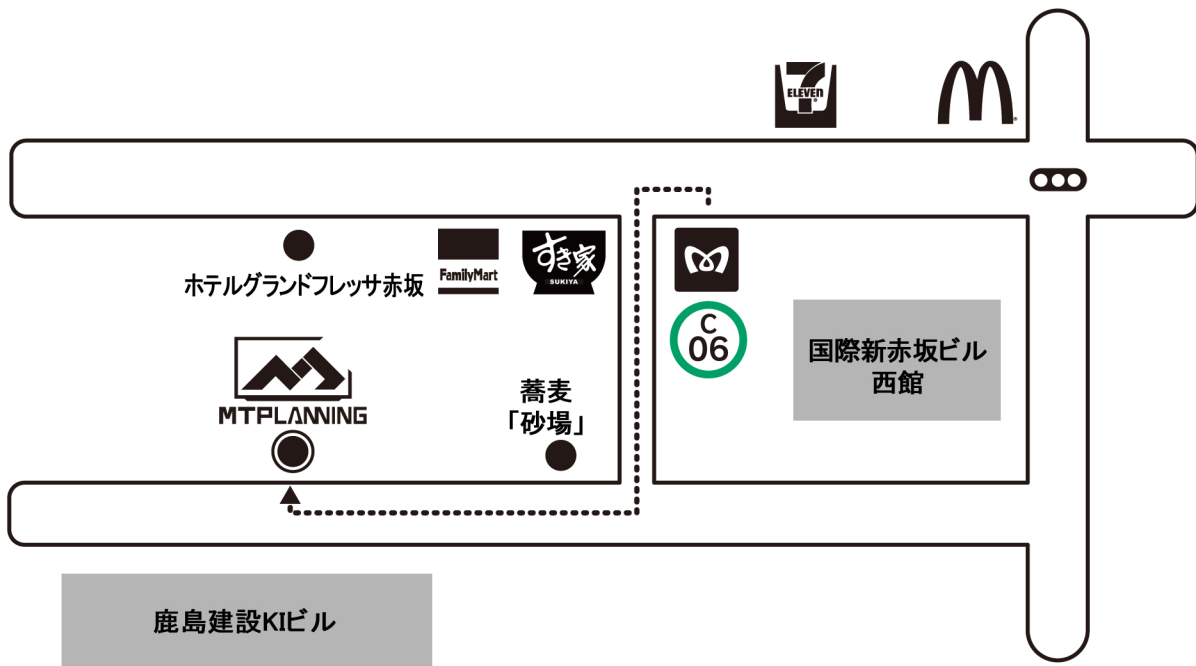 7
ELEVEN
ホテルグランドフレッサ赤坂
FamilyMart
すき家
SUKIYA
C
06
国際新赤坂ビル
西館
MTPLANNING
蕎麦
「砂場」
鹿島建設KIビル